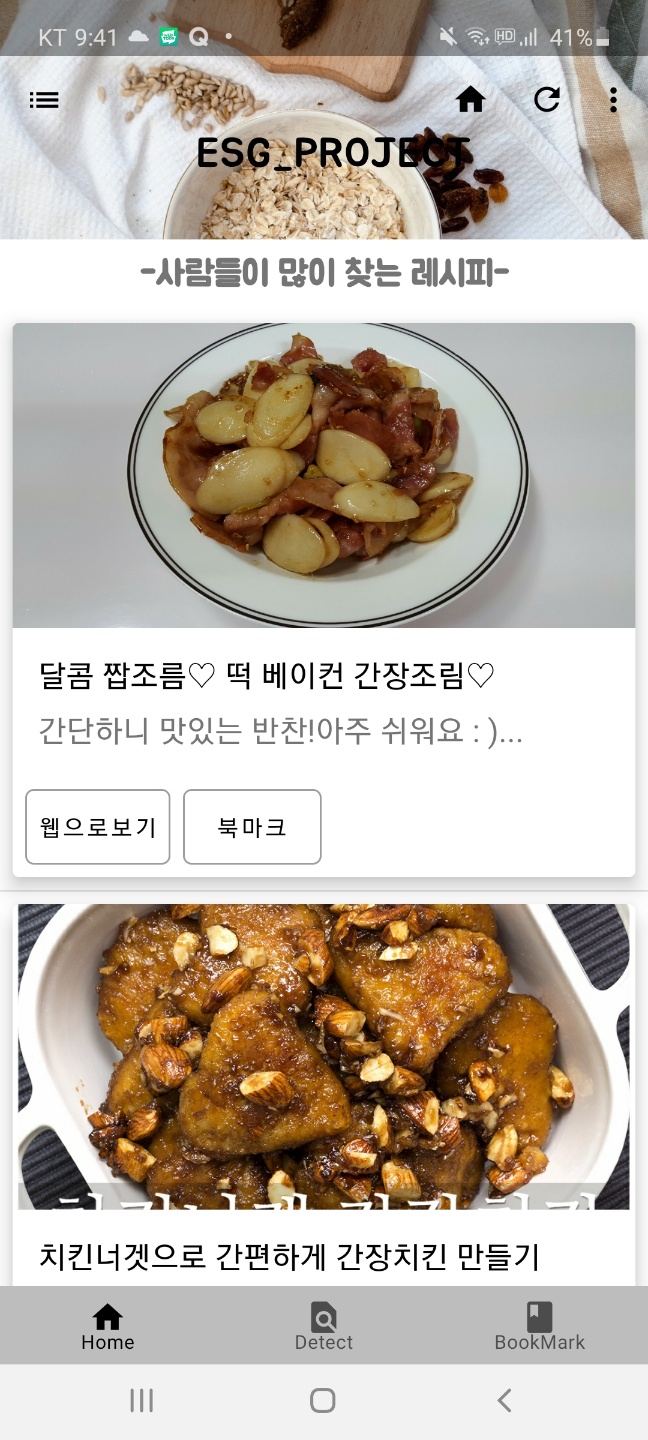 KT 9:41
HD
41%
ESG_PROJECT
-사람들이 많이 찾는 레시피-
달콤 짭조름♡ 떡 베이컨 간장조림♡
간단하니 맛있는 반찬!아주 쉬워요 : )...
웹으로보기 북마크
치킨너겟으로 간편하게 간장치킨 만들기
Home Detect BookMark